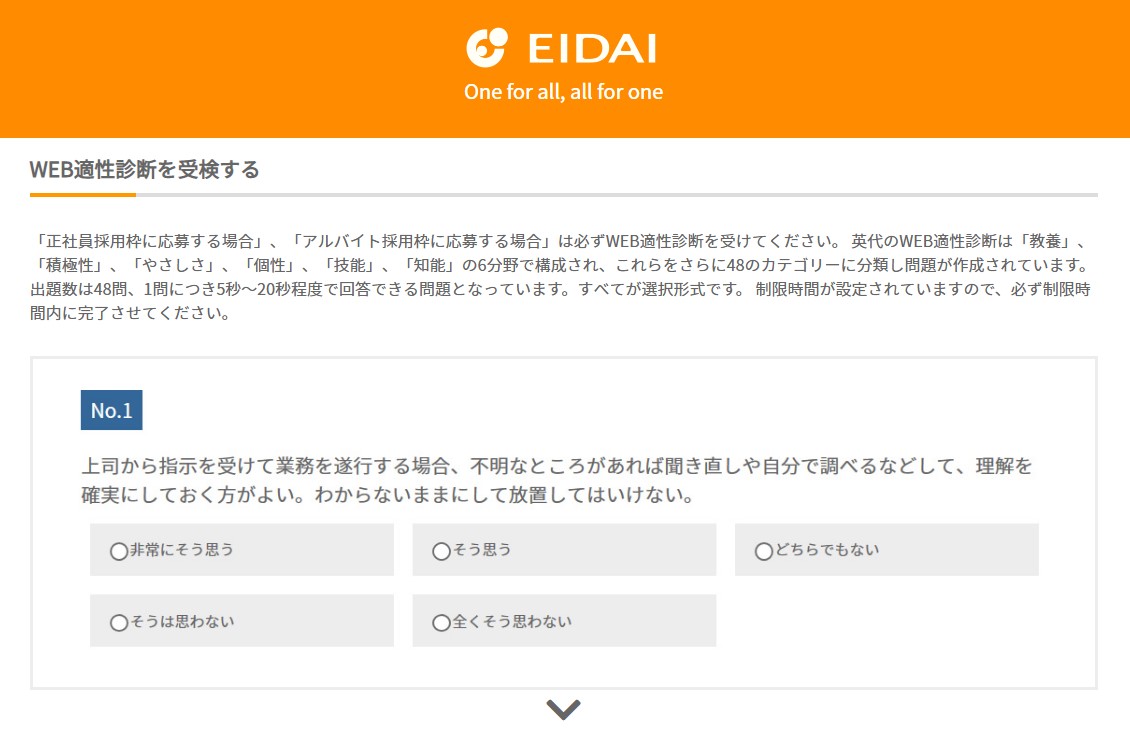 EIDAI
One for all, all for one
WEB適性診断を受検する
「正社員採用枠に応募する場合」、「アルバイト採用枠に応募する場合」は必ずWEB適性診断を受けてください。 英代のWEB適性診断は「教養」、
「積極性」、「やさしさ」、「個性」、「技能」、「知能」の6分野で構成され、これらをさらに48のカテゴリーに分類し問題が作成されています。
出題数は48問、1問につき5秒～20秒程度で回答できる問題となっています。すべてが選択形式です。 制限時間が設定されていますので、必ず制限時
間内に完了させてください。
No.1
上司から指示を受けて業務を遂行する場合、不明なところがあれば聞き直しや自分で調べるなどして、理解を
確実にしておく方がよい。わからないままにして放置してはいけない。
非常にそう思う
そう思う
どちらでもない
そうは思わない
全くそう思わない